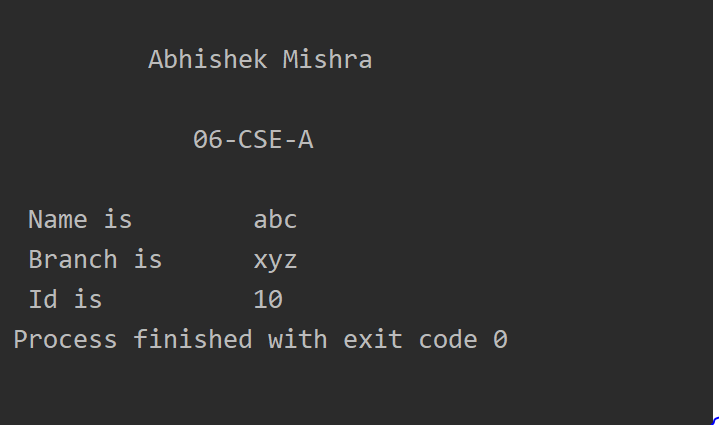 Abhishek Mishra
06-CSE-A
Name is abc
Branch is xyz
Id is 10
Process finished with exit code 0